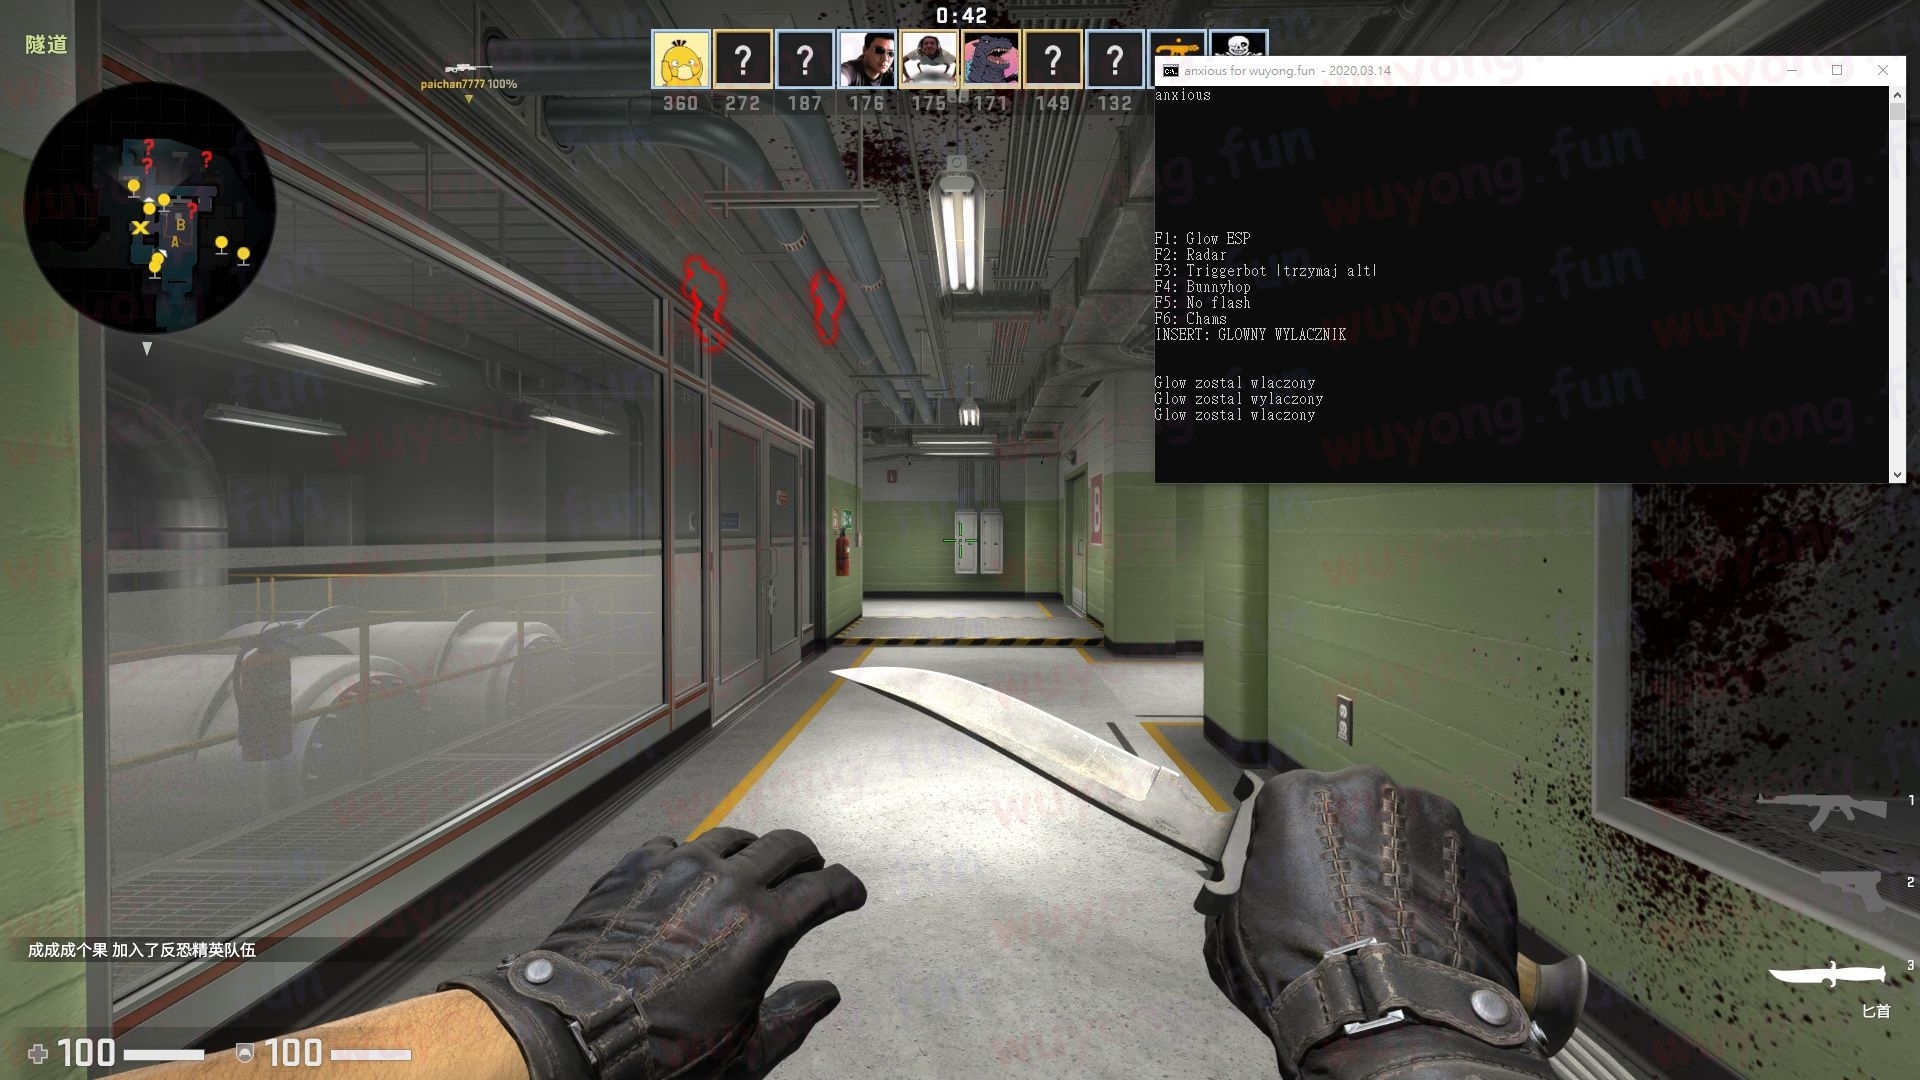 0:42
隧道
paichan7777 100%
? ? ? ?
360 272 187 176 175 171 149 132
anxious for wuyong.fun - 2020.03.14
anxious
F1: Glow ESP
F2: Radar
F3: Triggerbot |trzymaj alt|
F4: Bunnyhop
F5: No flash
F6: Chams
INSERT: GLOWNY WYLACZNIK
Glow zostal wlaczony
Glow zostal wylaczony
Glow zostal wlaczony
? ? ? ?
B
A
B
1
2
3
匕首
成成成个果 加入了反恐精英队伍
100 100
wuyong.fun